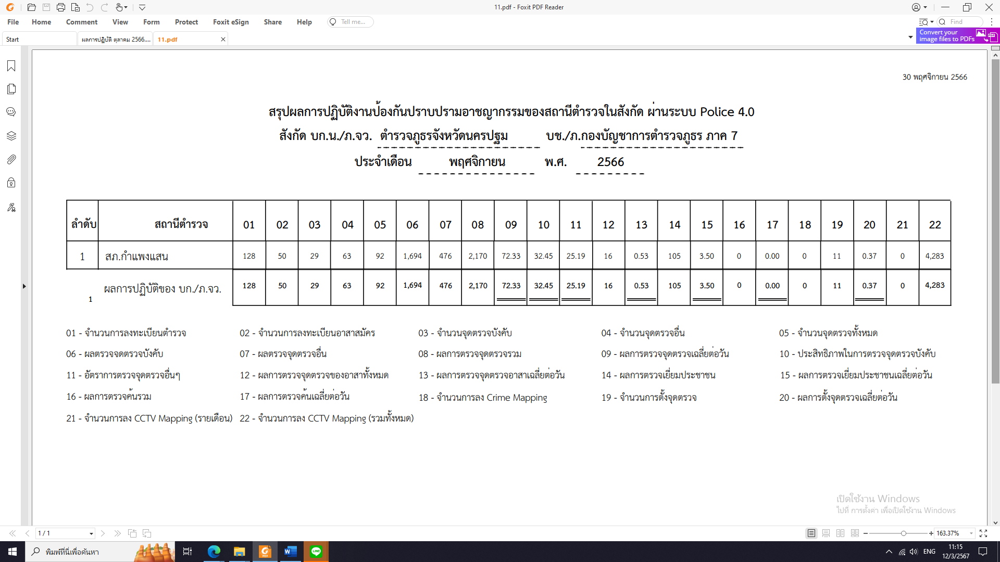 11.pdf - Foxit PDF Reader
File Home Comment View Form Protect Foxit eSign Share Help Tell me... Find
Start ผลการปฏิบัติ ตุลาคม 2566.... 11.pdf
Convert your
image files to PDFs
30 พฤศจิกายน 2566
สรุปผลการปฏิบัติงานป้องกันปราบปรามอาชญากรรมของสถานีตำรวจในสังกัด ผ่านระบบ Police 4.0
สังกัด บก.น./ภ.จว. ตำรวจภูธรจังหวัดนครปฐม บช./ภ.กองบัญชาการตำรวจภูธร ภาค 7
ประจำเดือน พฤศจิกายน พ.ศ. 2566
ลำดับ สถานีตำรวจ 01 02 03 04 05 06 07 08 09 10 11 12 13 14 15 16 17 18 19 20 21 22
1 สภ.กำแพงแสน 128 50 29 63 92 1,694 476 2,170 72.33 32.45 25.19 16 0.53 105 3.50 0 0.00 0 11 0.37 0 4,283
ผลการปฏิบัติของ บก./ภ.จว. 128 50 29 63 92 1,694 476 2,170 72.33 32.45 25.19 16 0.53 105 3.50 0 0.00 0 11 0.37 0 4,283
1
01 - จำนวนการลงทะเบียนตำรวจ 02 - จำนวนการลงทะเบียนอาสาสมัคร 03 - จำนวนจุดตรวจบังคับ 04 - จำนวนจุดตรวจอื่น 05 - จำนวนจุดตรวจทั้งหมด
06 - ผลตรวจจดตรวจบังคับ 07 - ผลตรวจจุดตรวจอื่น 08 - ผลการตรวจจุดตรวจรวม 09 - ผลการตรวจจุดตรวจเฉลี่ยต่อวัน 10 - ประสิทธิภาพในการตรวจจุดตรวจบังคับ
11 - อัตราการตรวจจุดตรวจอื่นๆ 12 - ผลการตรวจจุดตรวจของอาสาทั้งหมด 13 - ผลการตรวจจุดตรวจอาสาเฉลี่ยต่อวัน 14 - ผลการตรวจเยี่ยมประชาชน 15 - ผลการตรวจเยี่ยมประชาชนเฉลี่ยต่อวัน
16 - ผลการตรวจค้นรวม 17 - ผลการตรวจค้นเฉลี่ยต่อวัน 18 - จำนวนการลง Crime Mapping 19 - จำนวนการตั้งจุดตรวจ 20 - ผลการตั้งจุดตรวจเฉลี่ยต่อวัน
21 - จำนวนการลง CCTV Mapping (รายเดือน) 22 - จำนวนการลง CCTV Mapping (รวมทั้งหมด)
เปิดใช้งาน Windows
ไปที่ การตั้งค่า เพื่อเปิดใช้งาน Windows
1 / 1 163.37%
พิมพ์ที่นี่เพื่อค้นหา ENG 11:15
12/3/2567